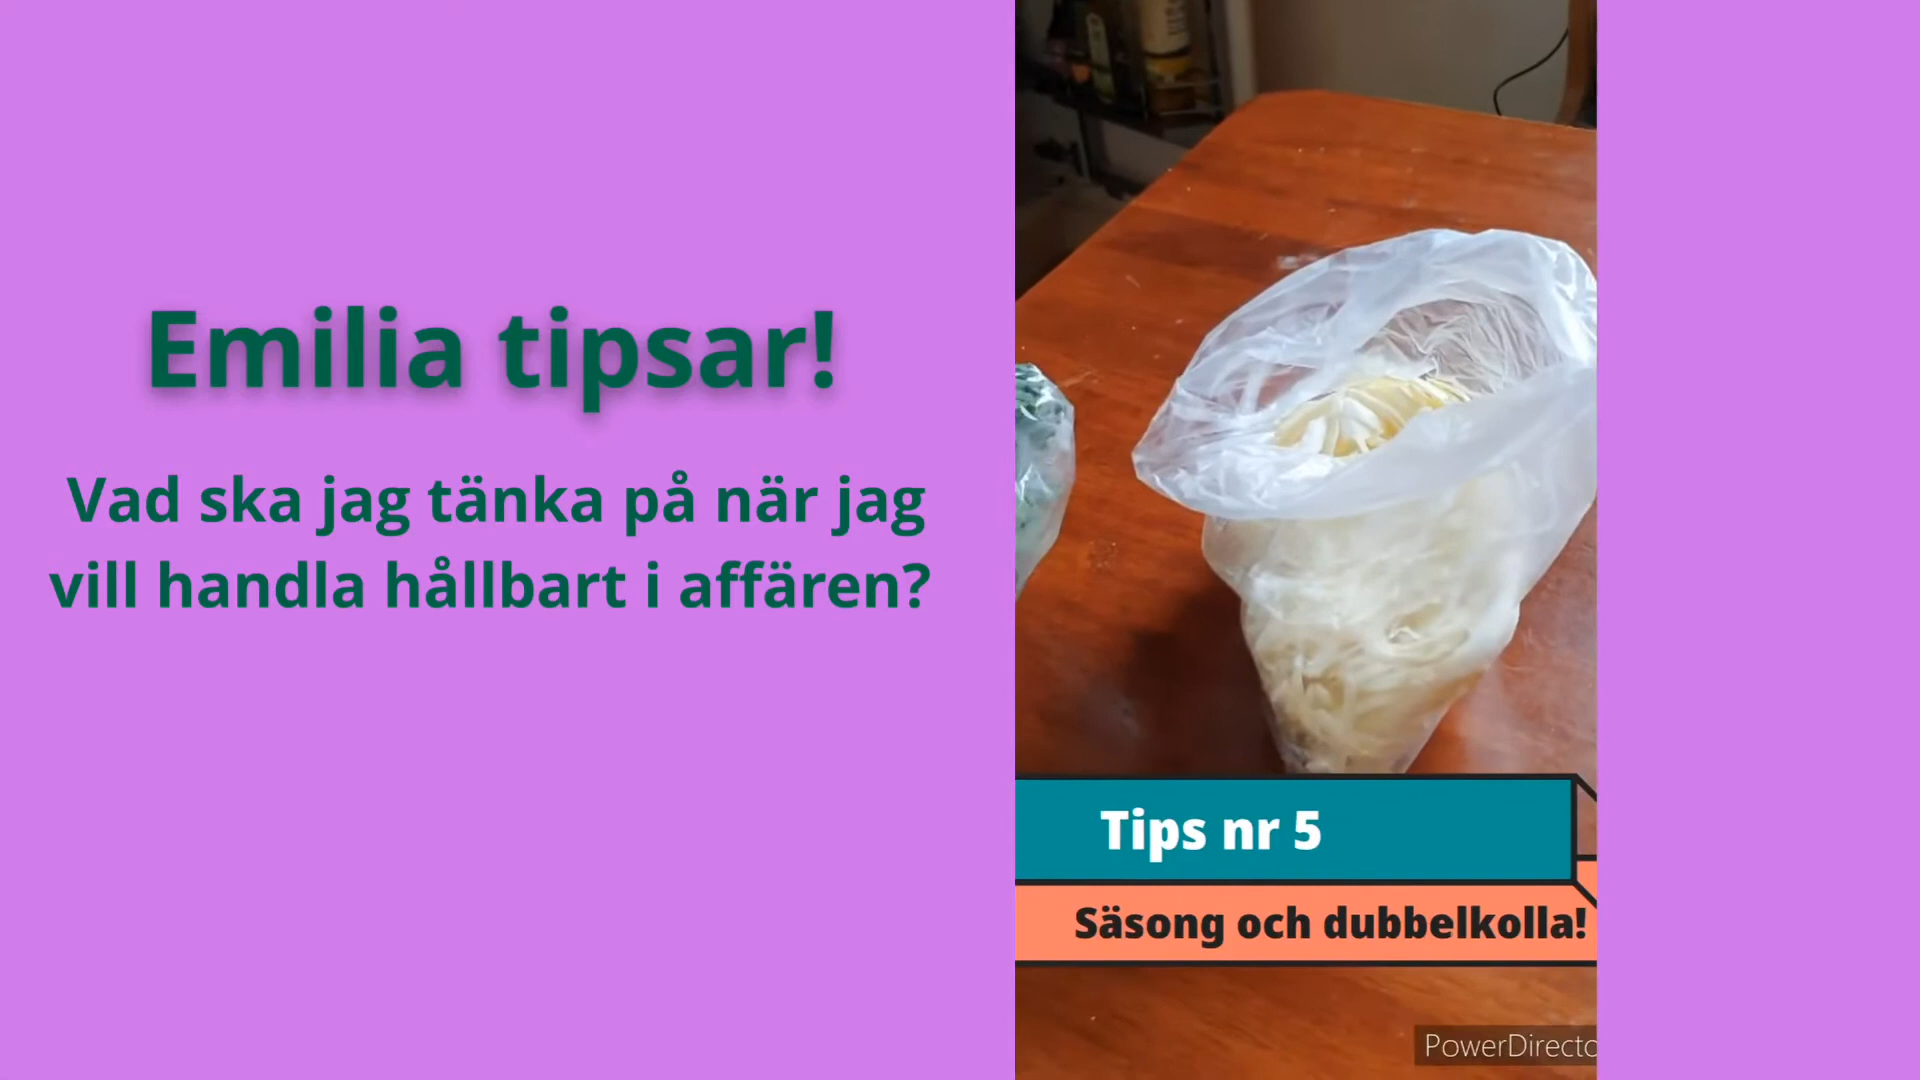 Emilia tipsar!
Vad ska jag tänka på när jag
vill handla hållbart i affären?
Tips nr 5
Säsong och dubbelkolla!
PowerDirecto